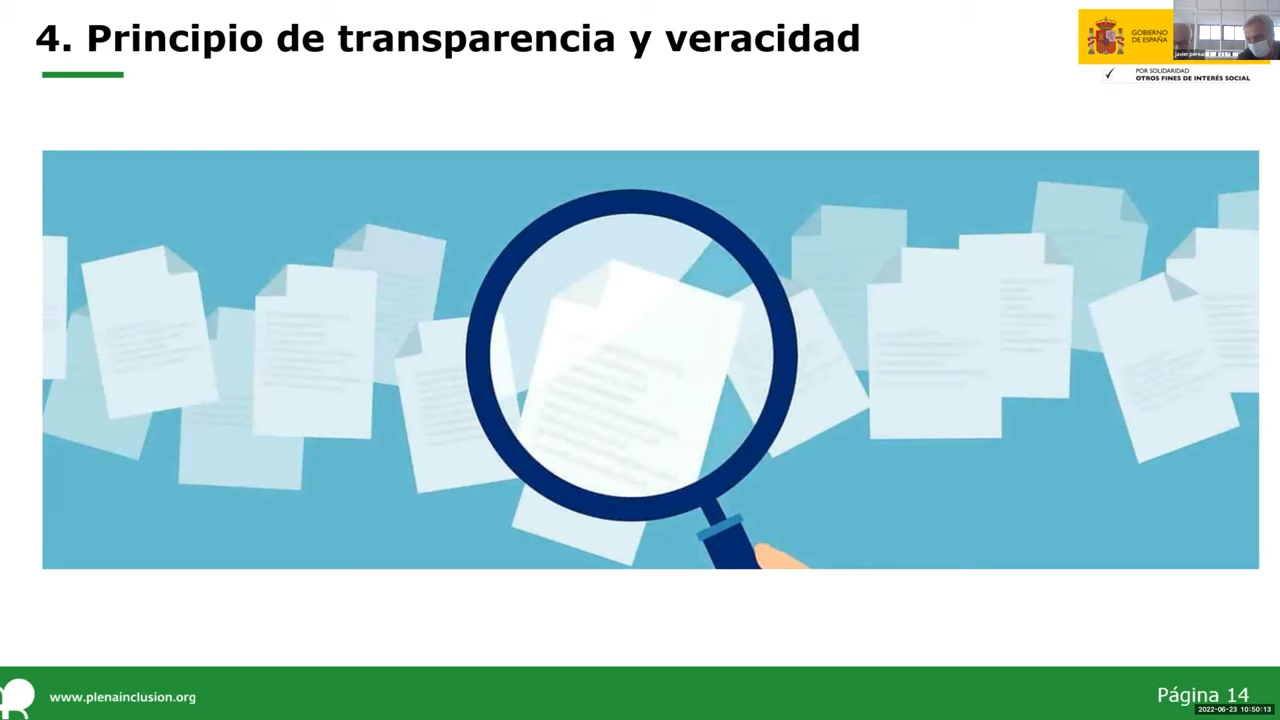 4. Principio de transparencia y veracidad
GOBIERNO
DE ESPAÑA
POR SOLIDARIDAD
OTROS FINES DE INTERÉS SOCIAL
www.plenainclusion.org
Página 14
2022-06-23 10:50:13